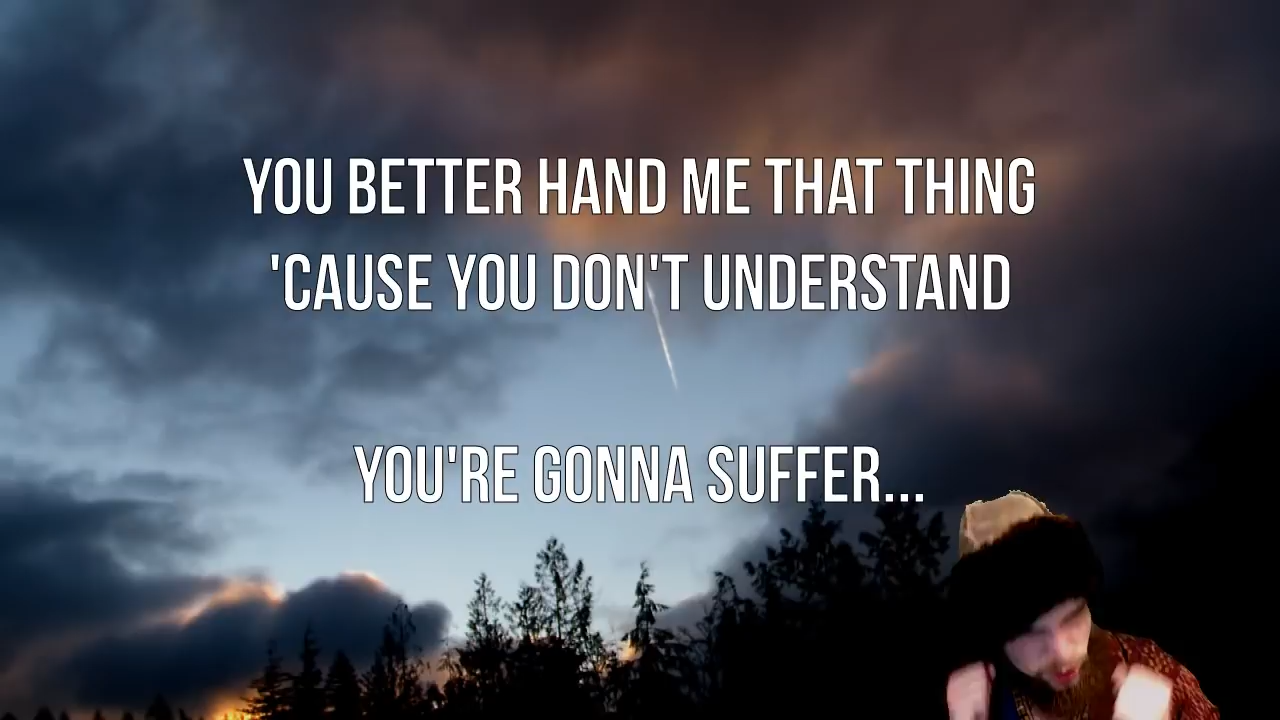 YOU BETTER HAND ME THAT THING
'CAUSE YOU DON'T UNDERSTAND
YOU'RE GONNA SUFFER...